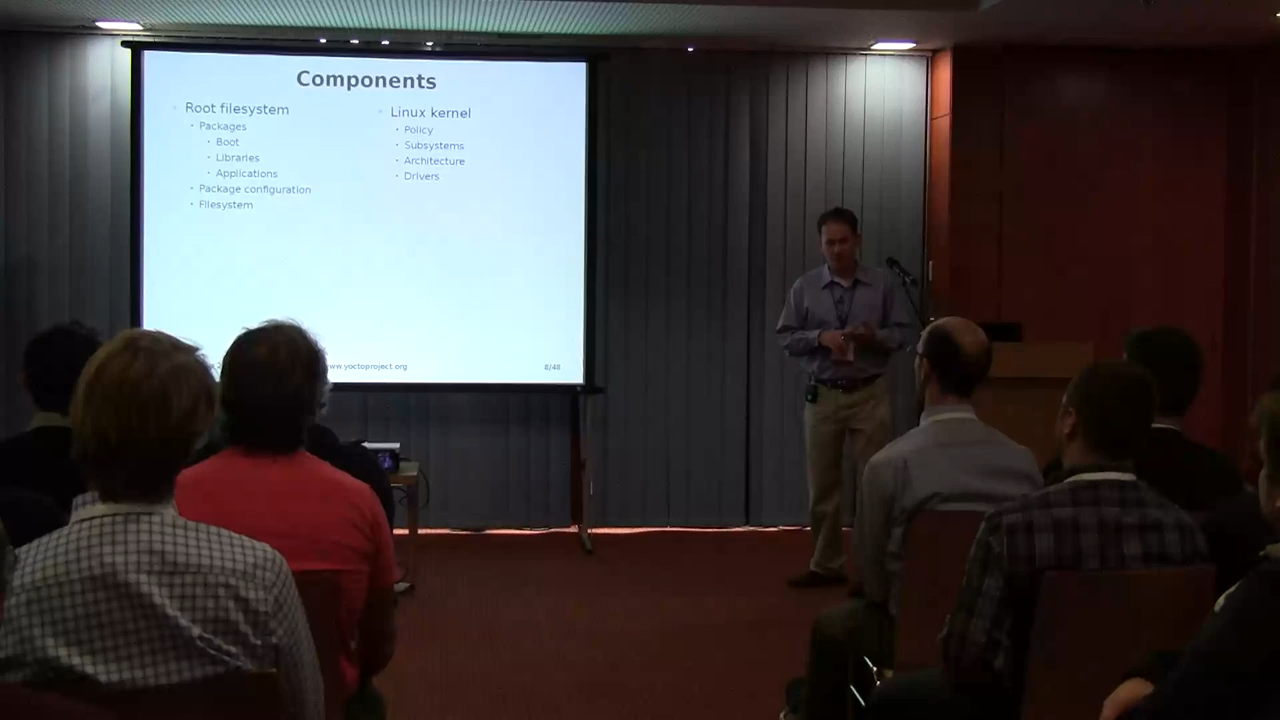 Components
Root filesystem
Packages
Boot
Libraries
Applications
Package configuration
Filesystem
Linux kernel
Policy
Subsystems
Architecture
Drivers
www.yoctoproject.org
8/48